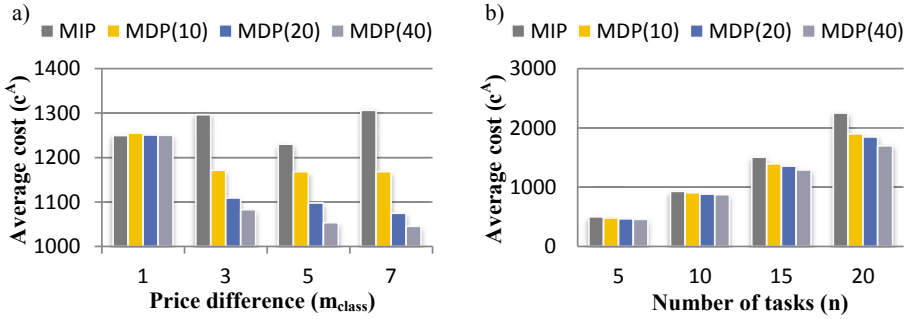 a)
MIP MDP(10) MDP(20) MDP(40)
1400
1300
1200
1100
1000
Average cost (c^A)
1 3 5 7
Price difference (m_class)
b)
MIP MDP(10) MDP(20) MDP(40)
3000
2000
1000
0
Average cost (c^A)
5 10 15 20
Number of tasks (n)